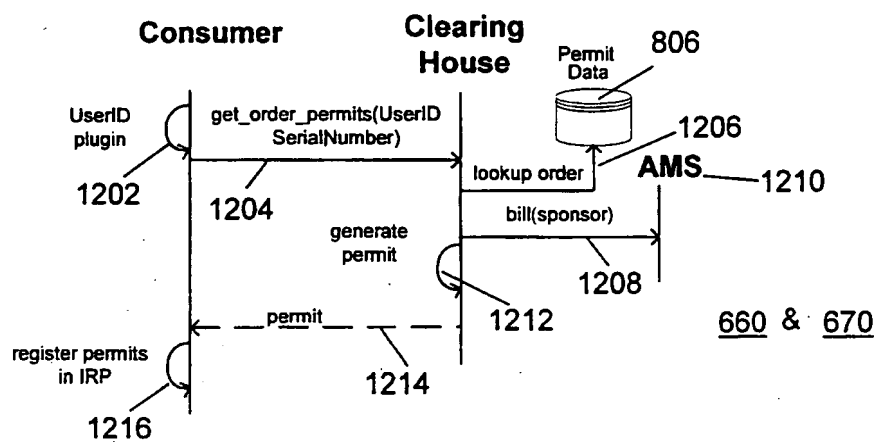 Consumer
Clearing
House
Permit
Data
806
UserID
plugin
get_order_permits(UserID
SerialNumber)
1206
lookup order
AMS
1210
1202
1204
bill(sponsor)
generate
permit
1208
1212
permit
660 & 670
register permits
in IRP
1214
1216